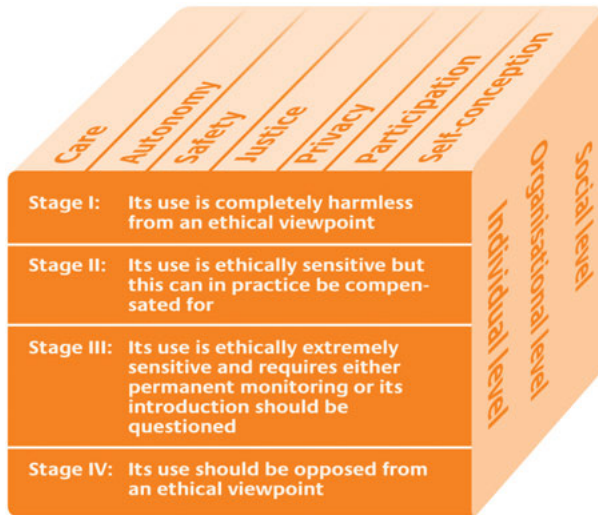 Care
Autonomy
Safety
Justice
Privacy
Participation
Self-conception
Stage I: Its use is completely harmless
from an ethical viewpoint
Stage II: Its use is ethically sensitive but
this can in practice be compen-
sated for
Stage III: Its use is ethically extremely
sensitive and requires either
permanent monitoring or its
introduction should be
questioned
Stage IV: Its use should be opposed from
an ethical viewpoint
Individual level
Organisational level
Social level